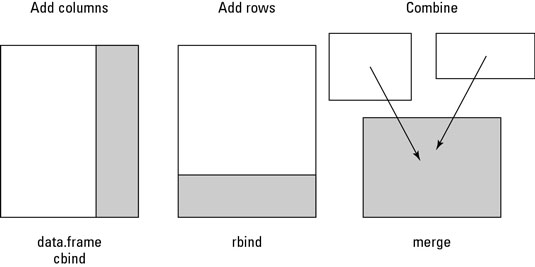 Add columns
Add rows
Combine
data.frame
cbind
rbind
merge